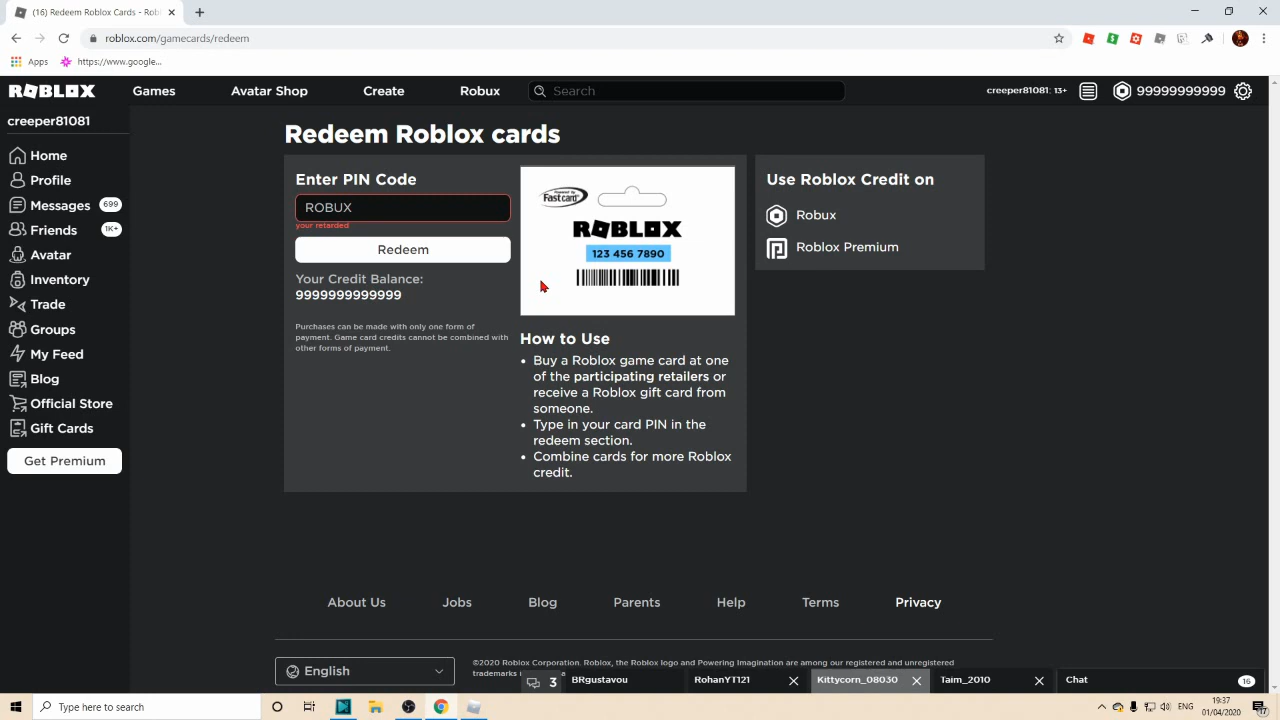 (16) Redeem Roblox Cards - Rob
roblox.com/gamecards/redeem
Apps
https://www.google...
ROBLOX
Games
Avatar Shop
Create
Robux
Search
creeper81081: 13+
99999999999
creeper81081
Home
Profile
Messages
699
Friends
1K+
Avatar
Inventory
Trade
Groups
My Feed
Blog
Official Store
Gift Cards
Get Premium
Redeem Roblox cards
Enter PIN Code
ROBUX
your retarded
Redeem
Your Credit Balance:
9999999999999
Purchases can be made with only one form of
payment. Game card credits cannot be combined with
other forms of payment.
Powered by
Fastcard
ROBLOX
123 456 7890
How to Use
• Buy a Roblox game card at one
of the participating retailers or
receive a Roblox gift card from
someone.
• Type in your card PIN in the
redeem section.
• Combine cards for more Roblox
credit.
Use Roblox Credit on
Robux
Roblox Premium
About Us
Jobs
Blog
Parents
Help
Terms
Privacy
English
©2020 Roblox Corporation. Roblox, the Roblox logo and Powering Imagination are among our registered and unregistered
trademarks
3
BRgustavou
RohanYT121
Kittycorn_08030
Taim_2010
Chat
16
Type here to search
ENG
19:37
01/04/2020
17